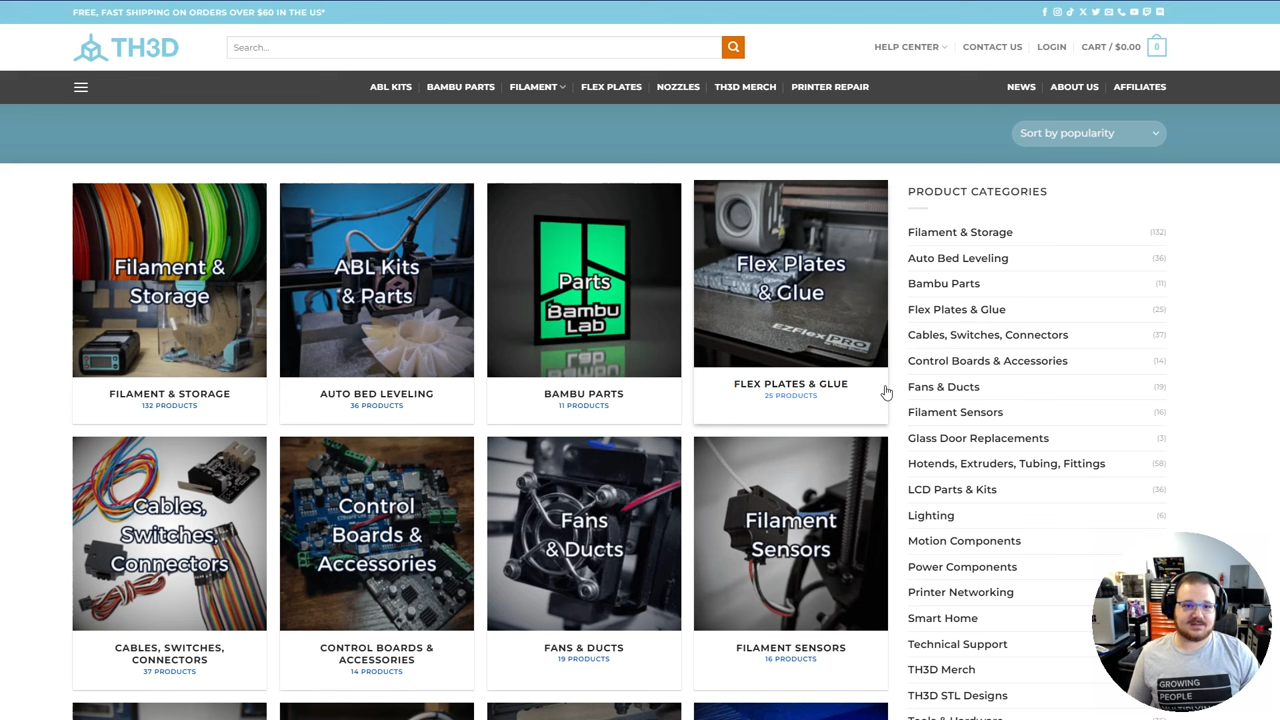 FREE, FAST SHIPPING ON ORDERS OVER $60 IN THE US*
TH3D
Search...
HELP CENTER
CONTACT US
LOGIN
CART / $0.00
0
ABL KITS
BAMBU PARTS
FILAMENT
FLEX PLATES
NOZZLES
TH3D MERCH
PRINTER REPAIR
NEWS
ABOUT US
AFFILIATES
Sort by popularity
Filament &
Storage
FILAMENT & STORAGE
132 PRODUCTS
ABL Kits
& Parts
AUTO BED LEVELING
36 PRODUCTS
Parts
Bambu
Lab
BAMBU PARTS
11 PRODUCTS
Flex Plates
& Glue
EZFlex PRO
FLEX PLATES & GLUE
25 PRODUCTS
Cables,
Switches,
Connectors
CABLES, SWITCHES,
CONNECTORS
37 PRODUCTS
Control
Boards &
Accessories
CONTROL BOARDS &
ACCESSORIES
14 PRODUCTS
Fans
& Ducts
FANS & DUCTS
19 PRODUCTS
Filament
Sensors
FILAMENT SENSORS
16 PRODUCTS
PRODUCT CATEGORIES
Filament & Storage (132)
Auto Bed Leveling (36)
Bambu Parts (11)
Flex Plates & Glue (25)
Cables, Switches, Connectors (37)
Control Boards & Accessories (14)
Fans & Ducts (19)
Filament Sensors (16)
Glass Door Replacements (3)
Hotends, Extruders, Tubing, Fittings (58)
LCD Parts & Kits (36)
Lighting (6)
Motion Components
Power Components
Printer Networking
Smart Home
Technical Support
TH3D Merch
TH3D STL Designs
GROWING
PEOPLE